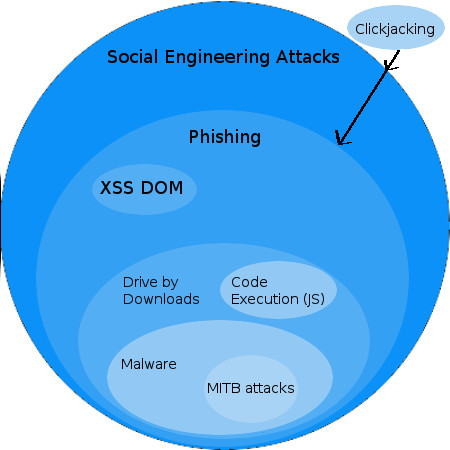 Clickjacking
Social Engineering Attacks
Phishing
XSS DOM
Drive by
Downloads
Code
Execution (JS)
Malware
MITB attacks